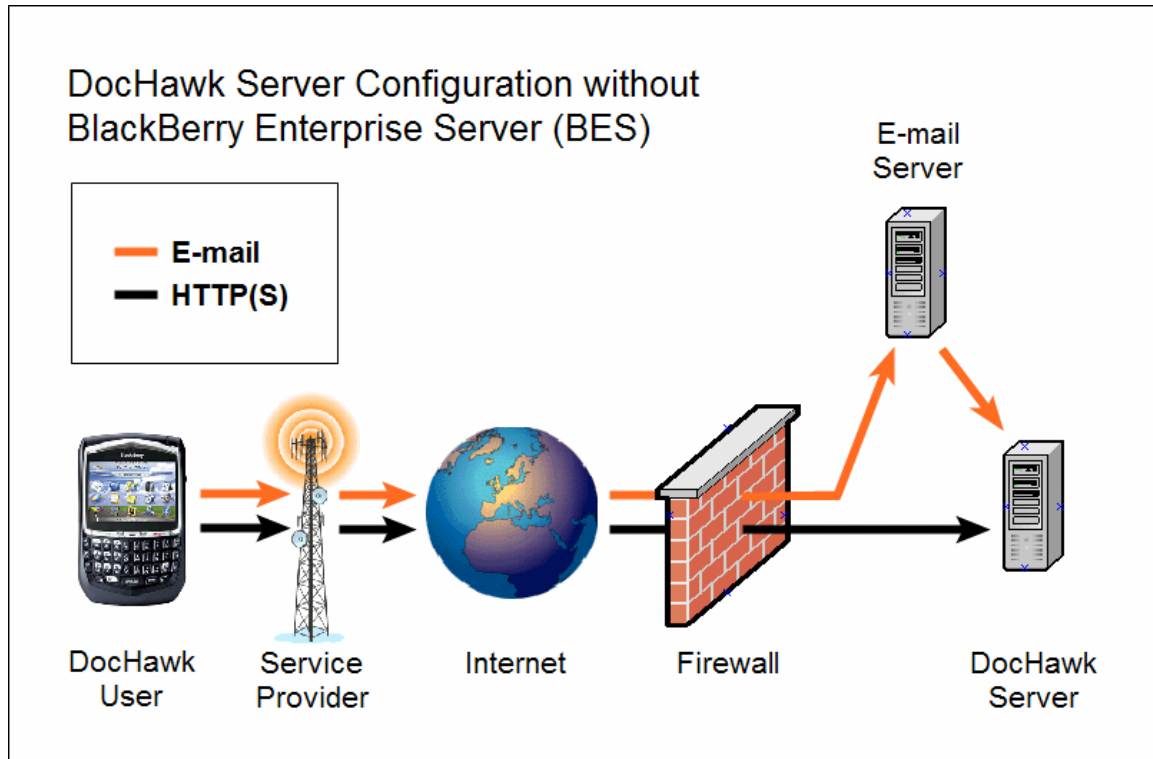 DocHawk Server Configuration without
BlackBerry Enterprise Server (BES)
E-mail
HTTP(S)
E-mail
Server
DocHawk
User
Service
Provider
Internet
Firewall
DocHawk
Server